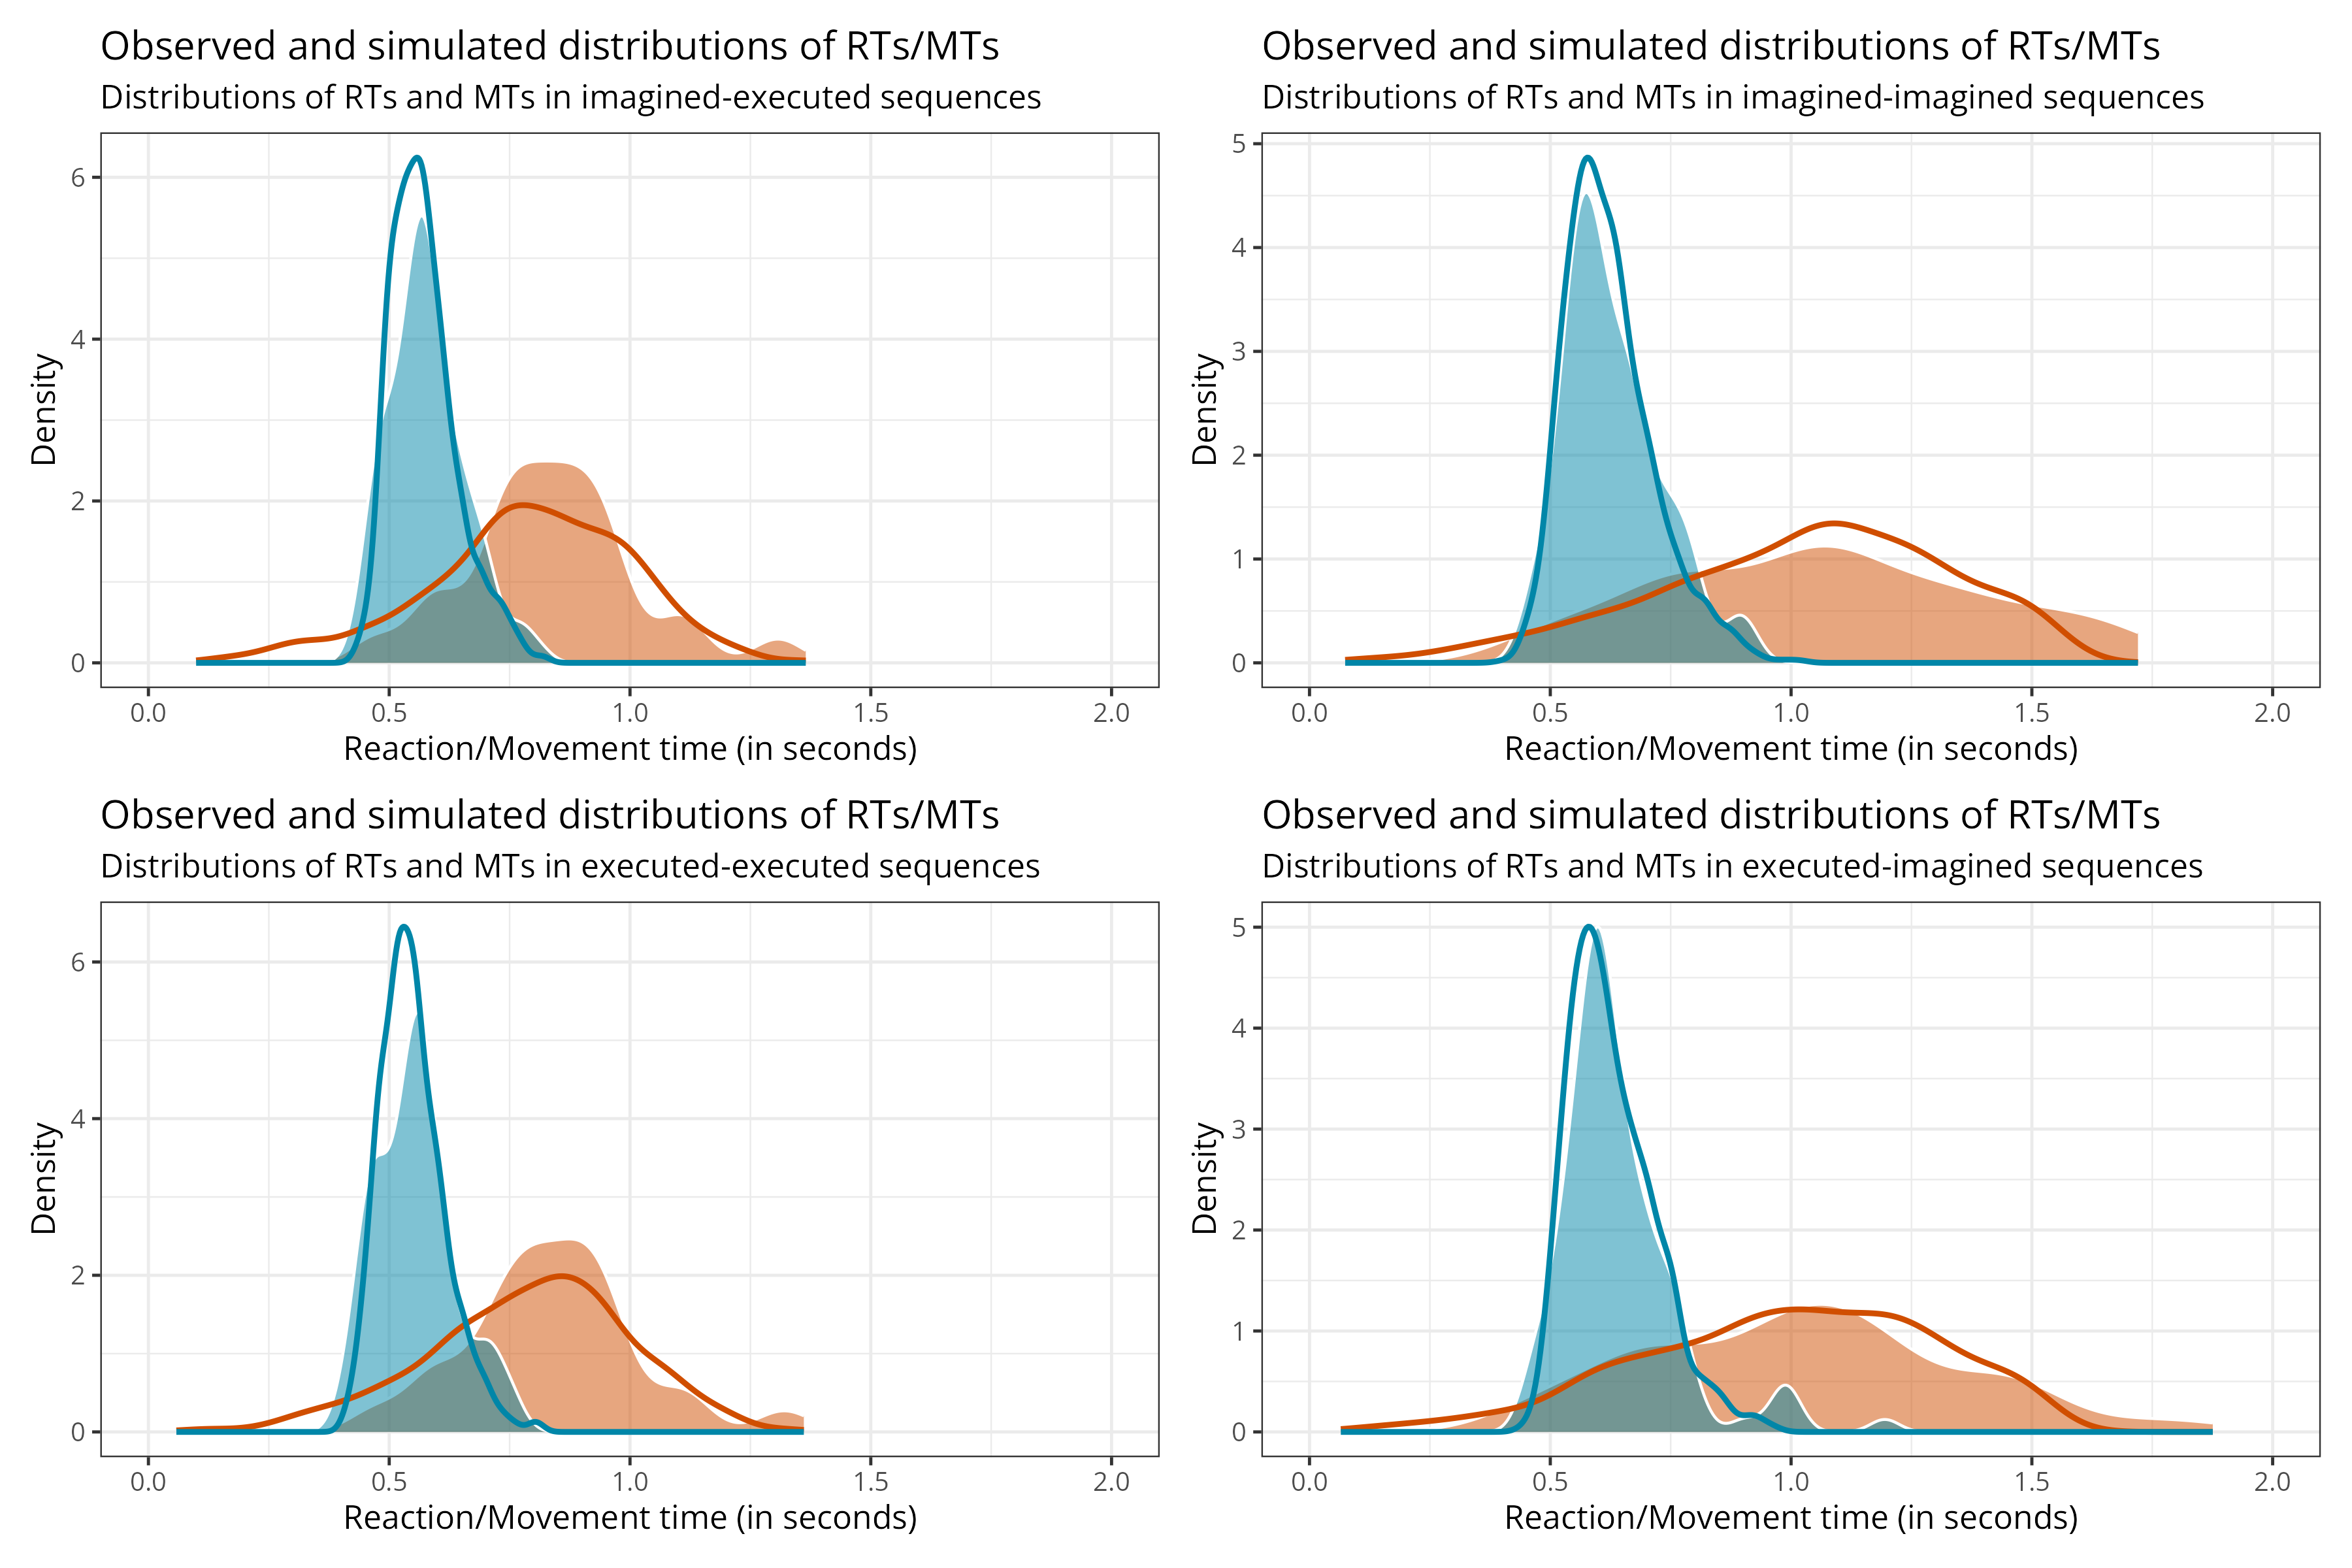 Observed and simulated distributions of RTs/MTs
Distributions of RTs and MTs in imagined-executed sequences
6
4
2
0
Density
0.0 0.5 1.0 1.5 2.0
Reaction/Movement time (in seconds)
Observed and simulated distributions of RTs/MTs
Distributions of RTs and MTs in imagined-imagined sequences
5
4
3
2
1
0
Density
0.0 0.5 1.0 1.5 2.0
Reaction/Movement time (in seconds)
Observed and simulated distributions of RTs/MTs
Distributions of RTs and MTs in executed-executed sequences
6
4
2
0
Density
0.0 0.5 1.0 1.5 2.0
Reaction/Movement time (in seconds)
Observed and simulated distributions of RTs/MTs
Distributions of RTs and MTs in executed-imagined sequences
5
4
3
2
1
0
Density
0.0 0.5 1.0 1.5 2.0
Reaction/Movement time (in seconds)